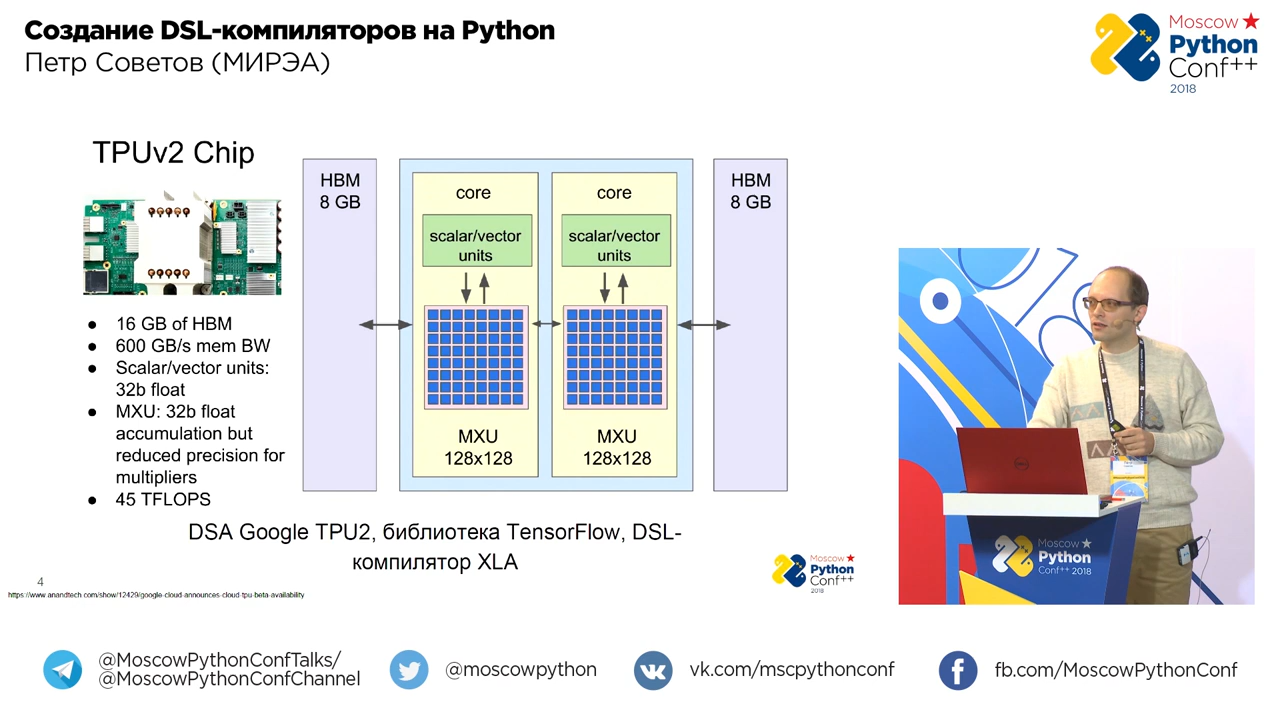 Создание DSL-компиляторов на Python
Петр Советов (МИРЭА)
Moscow
Python
Conf++
2018
TPUv2 Chip
HBM
8 GB
core
scalar/vector
units
MXU
128x128
core
scalar/vector
units
MXU
128x128
HBM
8 GB
● 16 GB of HBM
● 600 GB/s mem BW
● Scalar/vector units:
32b float
● MXU: 32b float
accumulation but
reduced precision for
multipliers
● 45 TFLOPS
DSA Google TPU2, библиотека TensorFlow, DSL-
компилятор XLA
4
https://www.anandtech.com/show/12429/google-cloud-announces-cloud-tpu-beta-availability
Moscow
Python
Conf++
2018
Moscow
Python
Conf++ 2018
@MoscowPythonConfTalks/
@MoscowPythonConfChannel
@moscowpython
vk.com/mscpythonconf
fb.com/MoscowPythonConf